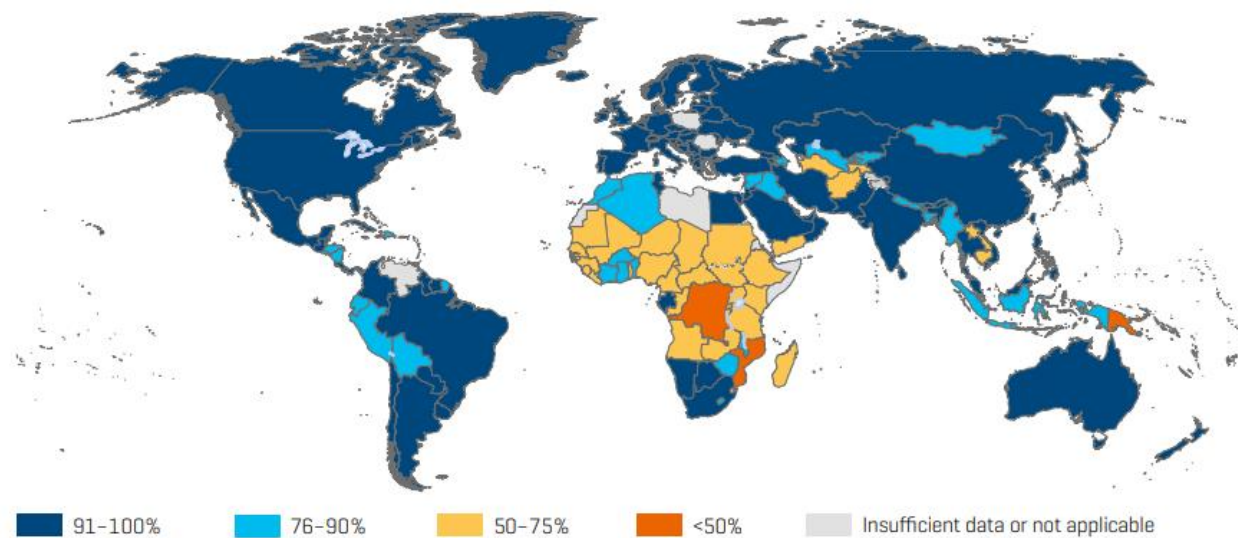 91–100%
76–90%
50–75%
<50%
Insufficient data or not applicable